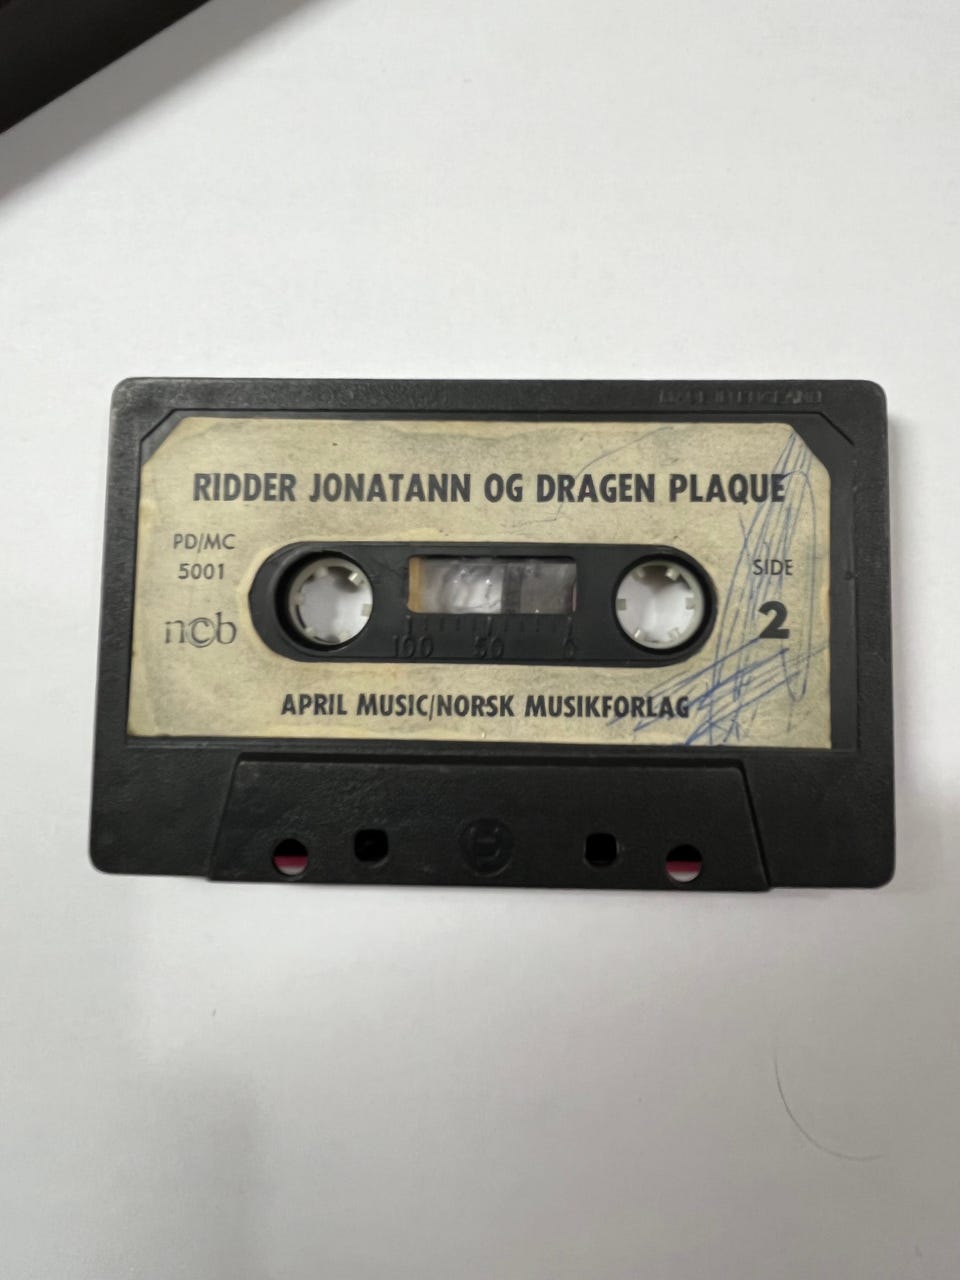 RIDDER JONATANN OG DRAGEN PLAQUE
PD/MC
5001
SIDE
ncb
2
100 50 0
APRIL MUSIC/NORSK MUSIKFORLAG